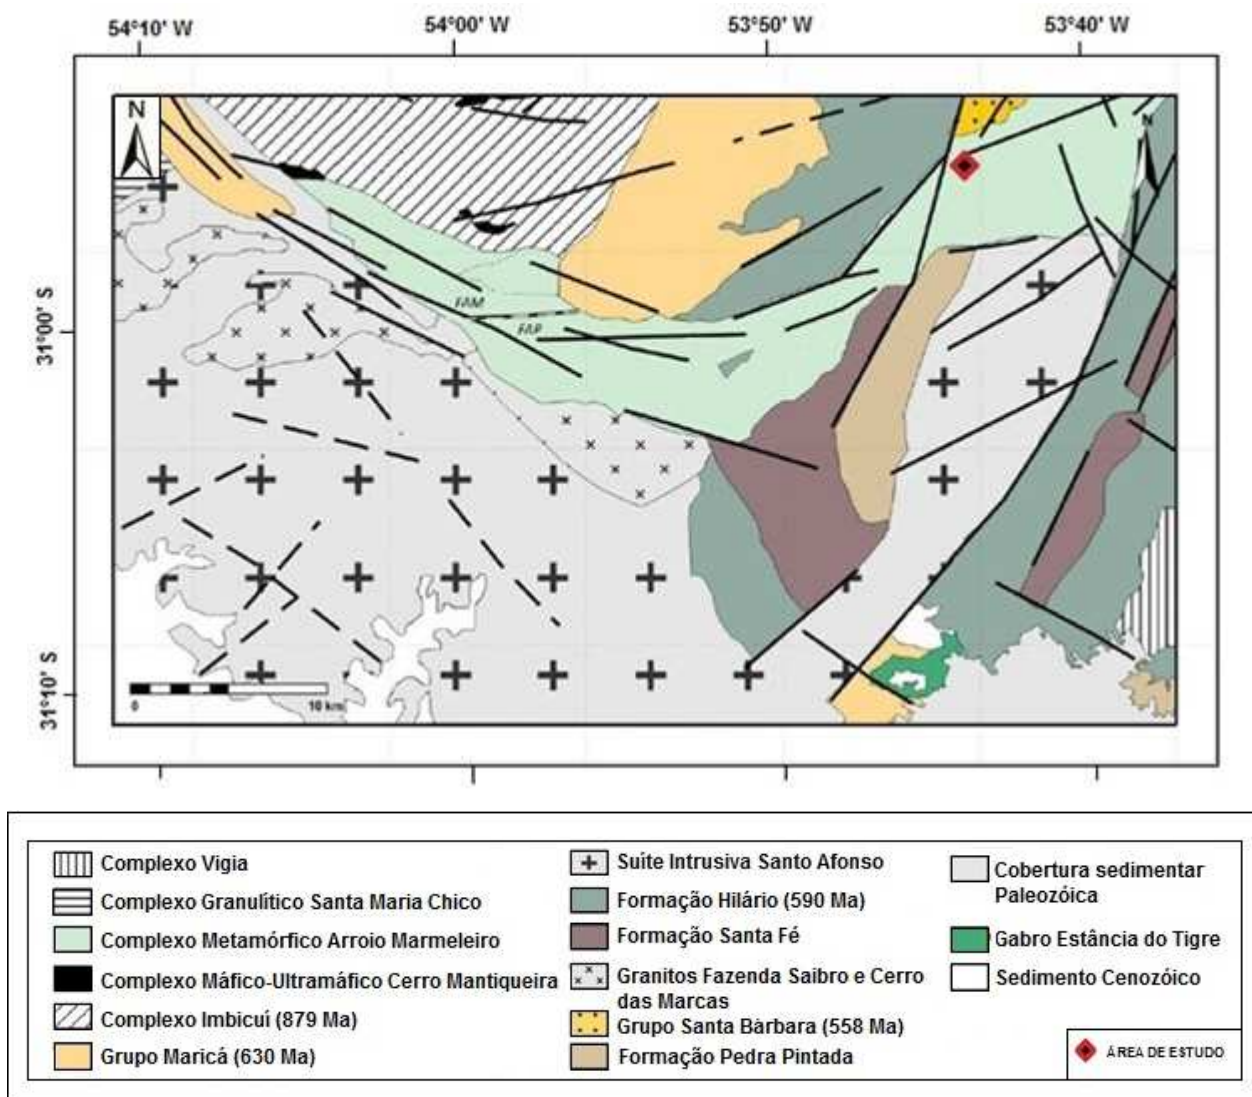 54°10' W 54°00' W 53°50' W 53°40' W
N
N
31°00' S
FAM
FAP
31°10' S
0 10 km
Complexo Vigia
Complexo Granulítico Santa Maria Chico
Complexo Metamórfico Arroio Marmeleiro
Complexo Máfico-Ultramáfico Cerro Mantiqueira
Complexo Imbicuí (879 Ma)
Grupo Maricá (630 Ma)
Suíte Intrusiva Santo Afonso
Formação Hilário (590 Ma)
Formação Santa Fé
Granitos Fazenda Saibro e Cerro
das Marcas
Grupo Santa Bàrbara (558 Ma)
Formação Pedra Pintada
Cobertura sedimentar
Paleozóica
Gabro Estância do Tigre
Sedimento Cenozóico
ÁREA DE ESTUDO